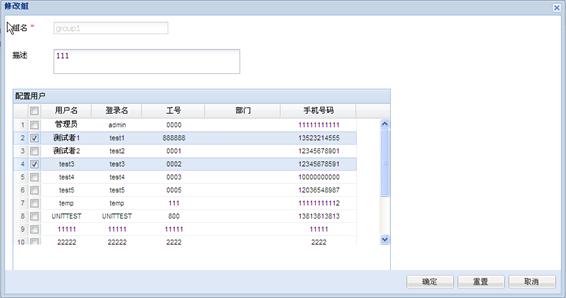 修改组
组名 * group1
描述 111
配置用户
用户名 登录名 工号 部门 手机号码
1 管理员 admin 0000 11111111111
2 测试者1 test1 888888 13523214555
3 测试者2 test2 0001 12345678901
4 test3 test3 0002 12345678591
5 test4 test4 0003 10000000000
6 test5 test5 0005 12036548987
7 temp temp 111 11111111112
8 UNITTEST UNITTEST 800 13813813813
9 11111 11111 11111 11111
10 22222 22222 2222 2222
确定 重置 取消